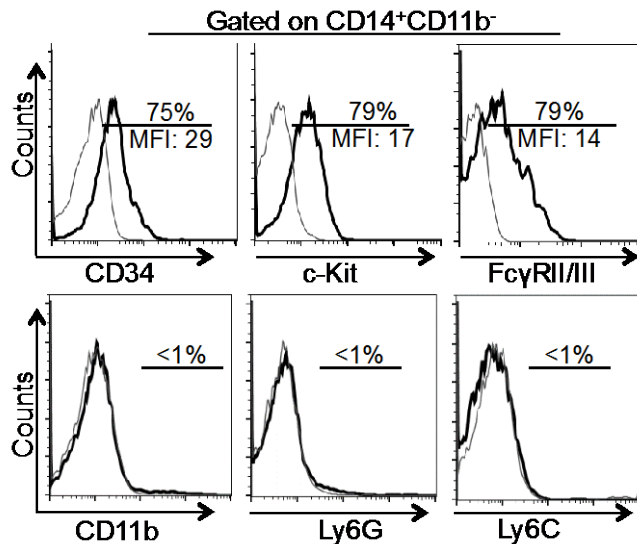 Gated on CD14⁺CD11b⁻
Counts
75%
MFI: 29
CD34
79%
MFI: 17
c-Kit
79%
MFI: 14
FcγRII/III
Counts
<1%
CD11b
<1%
Ly6G
<1%
Ly6C